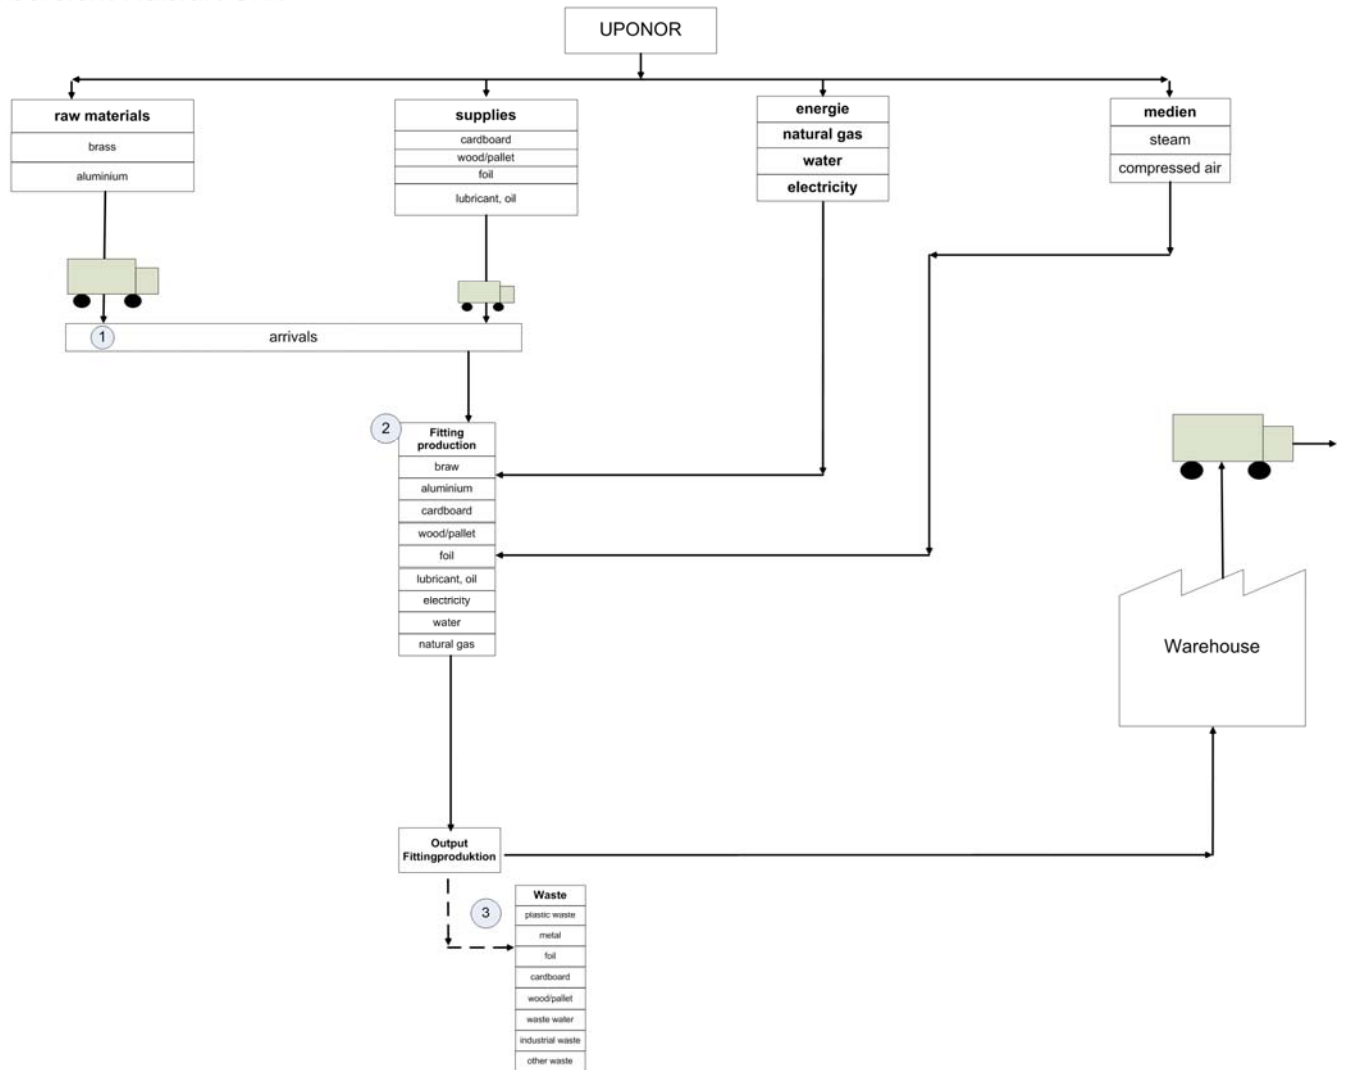 UPONOR
raw materials
brass
aluminium
supplies
cardboard
wood/pallet
foil
lubricant, oil
energie
natural gas
water
electricity
medien
steam
compressed air
1
arrivals
2
Fitting
production
braw
aluminium
cardboard
wood/pallet
foil
lubricant, oil
electricity
water
natural gas
Warehouse
Output
Fittingproduktion
3
Waste
plastic waste
metal
foil
cardboard
wood/pallet
waste water
industrial waste
other waste